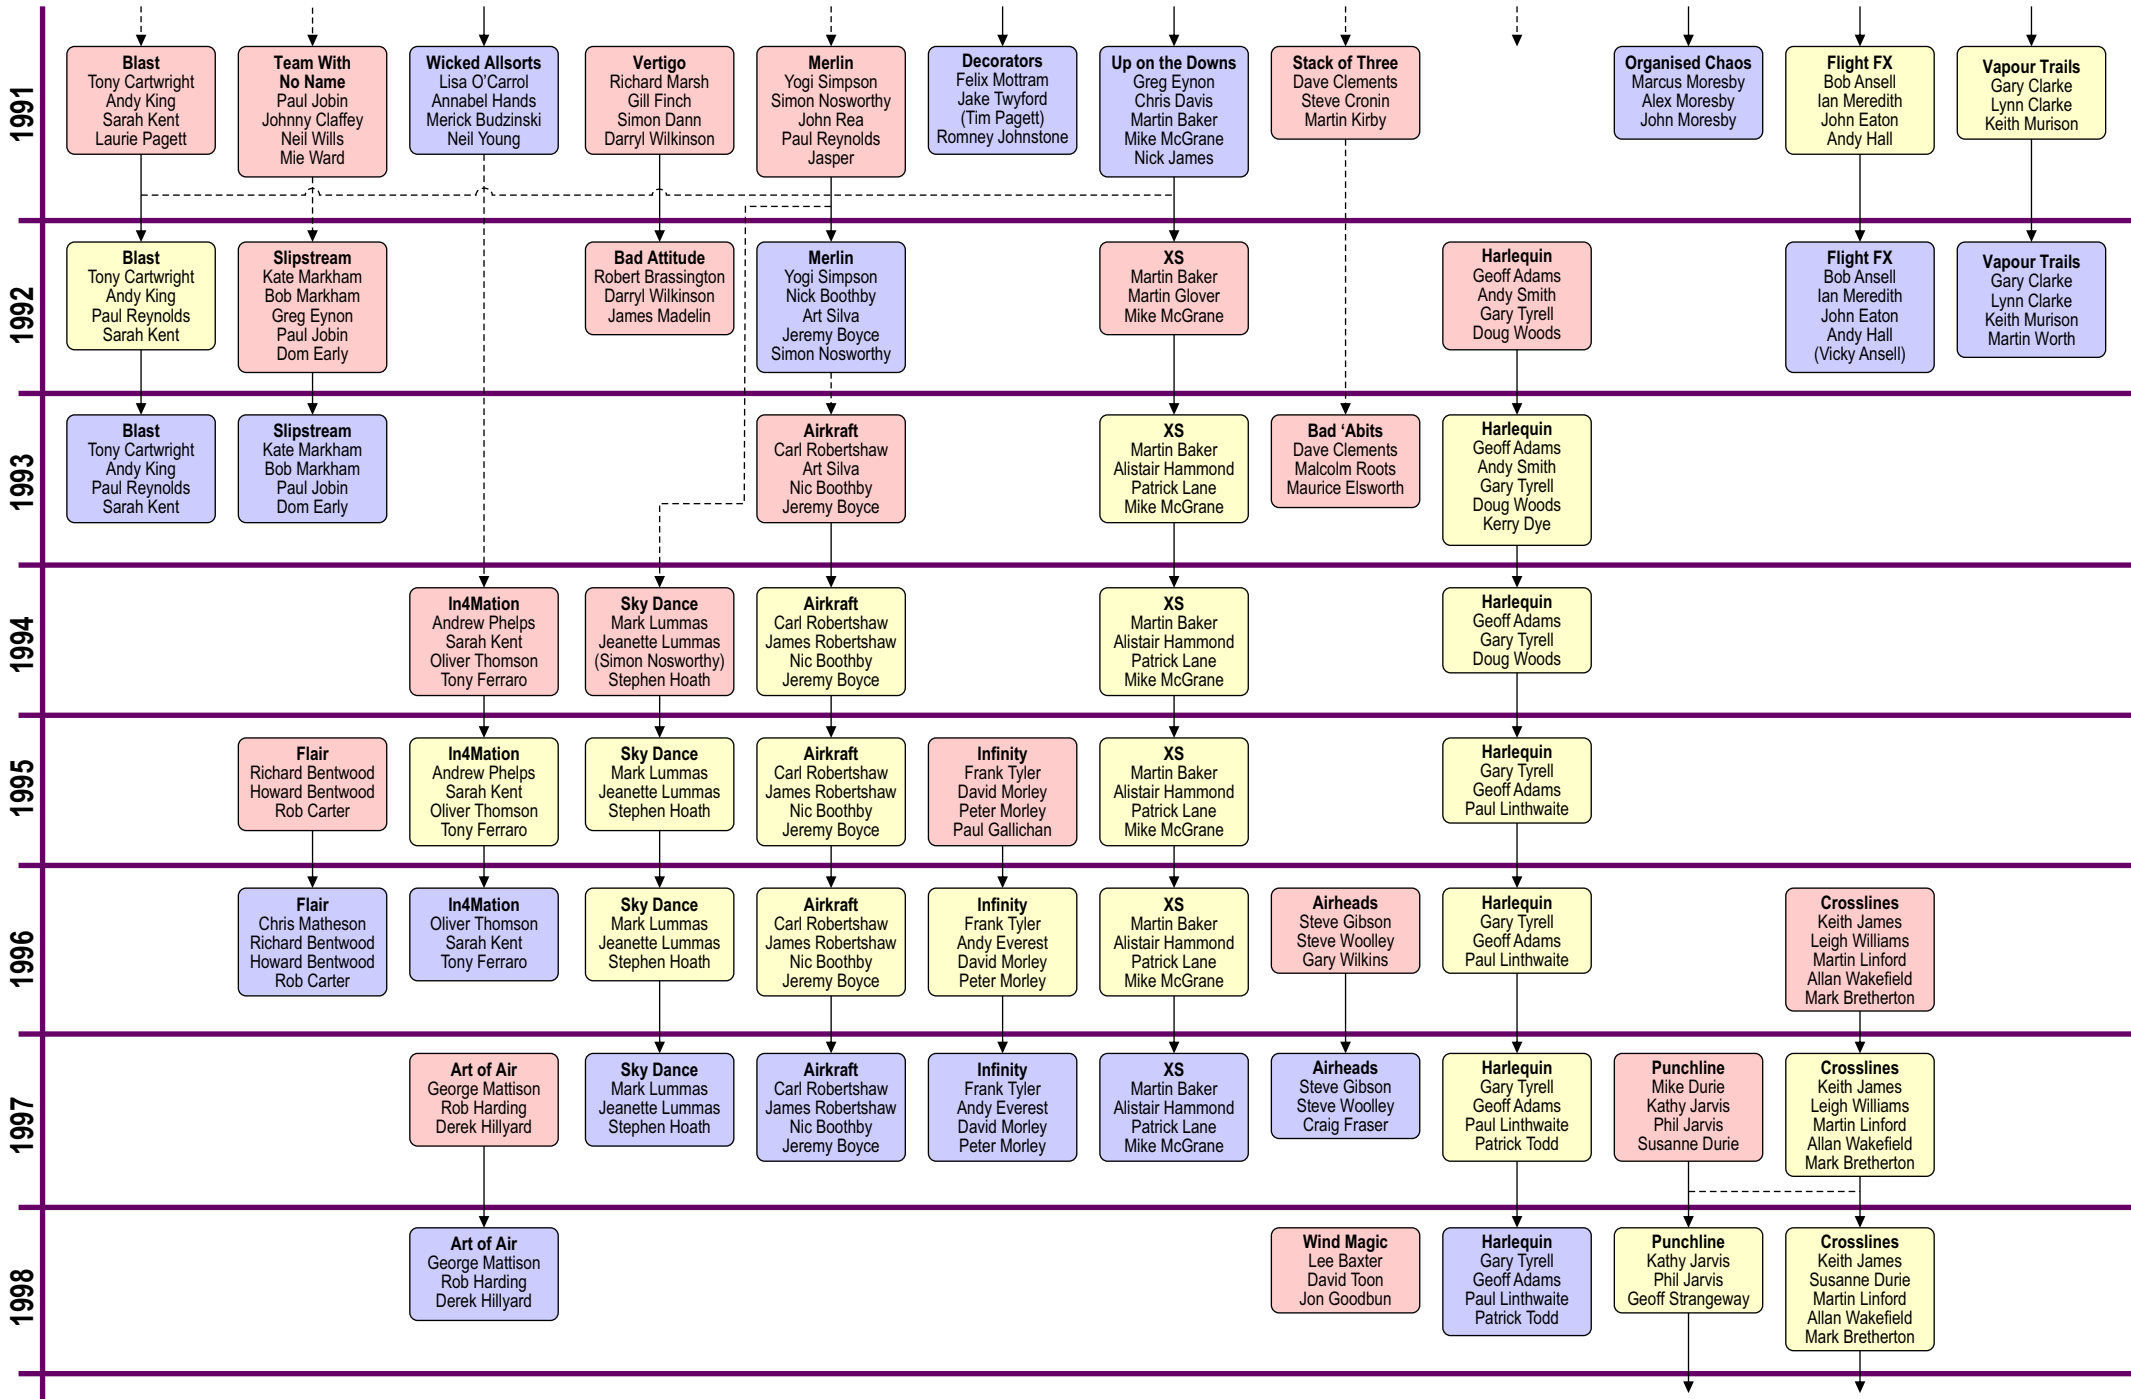 1991
Blast
Tony Cartwright
Andy King
Sarah Kent
Laurie Pagett
Team With
No Name
Paul Jobin
Johnny Claffey
Neil Wills
Mie Ward
Wicked Allsorts
Lisa O'Carrol
Annabel Hands
Merick Budzinski
Neil Young
Vertigo
Richard Marsh
Gill Finch
Simon Dann
Darryl Wilkinson
Merlin
Yogi Simpson
Simon Nosworthy
John Rea
Paul Reynolds
Jasper
Decorators
Felix Mottram
Jake Twyford
(Tim Pagett)
Romney Johnstone
Up on the Downs
Greg Eynon
Chris Davis
Martin Baker
Mike McGrane
Nick James
Stack of Three
Dave Clements
Steve Cronin
Martin Kirby
Organised Chaos
Marcus Moresby
Alex Moresby
John Moresby
Flight FX
Bob Ansell
Ian Meredith
John Eaton
Andy Hall
Vapour Trails
Gary Clarke
Lynn Clarke
Keith Murison
1992
Blast
Tony Cartwright
Andy King
Paul Reynolds
Sarah Kent
Slipstream
Kate Markham
Bob Markham
Greg Eynon
Paul Jobin
Dom Early
Bad Attitude
Robert Brassington
Darryl Wilkinson
James Madelin
Merlin
Yogi Simpson
Nick Boothby
Art Silva
Jeremy Boyce
Simon Nosworthy
XS
Martin Baker
Martin Glover
Mike McGrane
Harlequin
Geoff Adams
Andy Smith
Gary Tyrell
Doug Woods
Flight FX
Bob Ansell
Ian Meredith
John Eaton
Andy Hall
(Vicky Ansell)
Vapour Trails
Gary Clarke
Lynn Clarke
Keith Murison
Martin Worth
1993
Blast
Tony Cartwright
Andy King
Paul Reynolds
Sarah Kent
Slipstream
Kate Markham
Bob Markham
Paul Jobin
Dom Early
Airkraft
Carl Robertshaw
Art Silva
Nic Boothby
Jeremy Boyce
XS
Martin Baker
Alistair Hammond
Patrick Lane
Mike McGrane
Bad 'Abits
Dave Clements
Malcolm Roots
Maurice Elsworth
Harlequin
Geoff Adams
Andy Smith
Gary Tyrell
Doug Woods
Kerry Dye
1994
In4Mation
Andrew Phelps
Sarah Kent
Oliver Thomson
Tony Ferraro
Sky Dance
Mark Lummas
Jeanette Lummas
(Simon Nosworthy)
Stephen Hoath
Airkraft
Carl Robertshaw
James Robertshaw
Nic Boothby
Jeremy Boyce
XS
Martin Baker
Alistair Hammond
Patrick Lane
Mike McGrane
Harlequin
Geoff Adams
Gary Tyrell
Doug Woods
1995
Flair
Richard Bentwood
Howard Bentwood
Rob Carter
In4Mation
Andrew Phelps
Sarah Kent
Oliver Thomson
Tony Ferraro
Sky Dance
Mark Lummas
Jeanette Lummas
Stephen Hoath
Airkraft
Carl Robertshaw
James Robertshaw
Nic Boothby
Jeremy Boyce
Infinity
Frank Tyler
David Morley
Peter Morley
Paul Gallichan
XS
Martin Baker
Alistair Hammond
Patrick Lane
Mike McGrane
Harlequin
Gary Tyrell
Geoff Adams
Paul Linthwaite
1996
Flair
Chris Matheson
Richard Bentwood
Howard Bentwood
Rob Carter
In4Mation
Oliver Thomson
Sarah Kent
Tony Ferraro
Sky Dance
Mark Lummas
Jeanette Lummas
Stephen Hoath
Airkraft
Carl Robertshaw
James Robertshaw
Nic Boothby
Jeremy Boyce
Infinity
Frank Tyler
Andy Everest
David Morley
Peter Morley
XS
Martin Baker
Alistair Hammond
Patrick Lane
Mike McGrane
Airheads
Steve Gibson
Steve Woolley
Gary Wilkins
Harlequin
Gary Tyrell
Geoff Adams
Paul Linthwaite
Crosslines
Keith James
Leigh Williams
Martin Linford
Allan Wakefield
Mark Bretherton
1997
Art of Air
George Mattison
Rob Harding
Derek Hillyard
Sky Dance
Mark Lummas
Jeanette Lummas
Stephen Hoath
Airkraft
Carl Robertshaw
James Robertshaw
Nic Boothby
Jeremy Boyce
Infinity
Frank Tyler
Andy Everest
David Morley
Peter Morley
XS
Martin Baker
Alistair Hammond
Patrick Lane
Mike McGrane
Airheads
Steve Gibson
Steve Woolley
Craig Fraser
Harlequin
Gary Tyrell
Geoff Adams
Paul Linthwaite
Patrick Todd
Punchline
Mike Durie
Kathy Jarvis
Phil Jarvis
Susanne Durie
Crosslines
Keith James
Leigh Williams
Martin Linford
Allan Wakefield
Mark Bretherton
1998
Art of Air
George Mattison
Rob Harding
Derek Hillyard
Wind Magic
Lee Baxter
David Toon
Jon Goodbun
Harlequin
Gary Tyrell
Geoff Adams
Paul Linthwaite
Patrick Todd
Punchline
Kathy Jarvis
Phil Jarvis
Geoff Strangeway
Crosslines
Keith James
Susanne Durie
Martin Linford
Allan Wakefield
Mark Bretherton